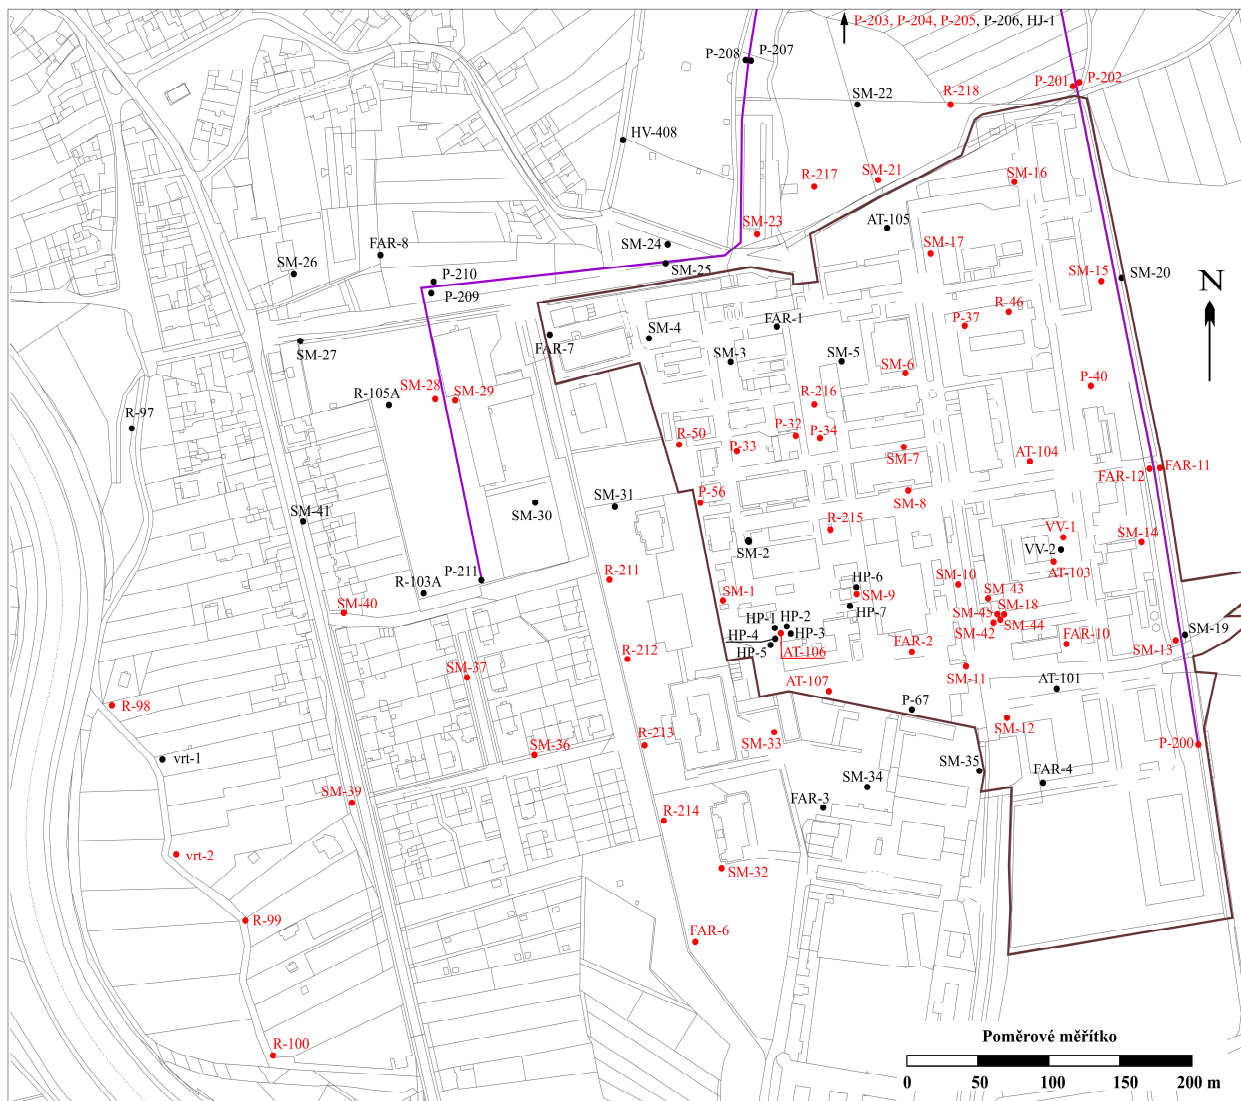 P-203, P-204, P-205, P-206, HJ-1
P-208
P-207
P-201
P-202
SM-22
R-218
HV-408
R-217
SM-21
SM-16
SM-23
AT-105
FAR-8
SM-24
SM-17
SM-26
SM-25
SM-15
SM-20
N
P-210
P-209
R-46
P-37
FAR-1
SM-4
FAR-7
SM-27
SM-3
SM-5
SM-6
SM-28
SM-29
R-105A
P-40
R-216
R-97
R-50
P-32
P-34
P-33
SM-7
AT-104
FAR-12
FAR-11
P-56
SM-8
SM-31
SM-30
SM-41
R-215
VV-1
SM-14
SM-2
VV-2
P-211
R-211
R-103A
HP-6
SM-10
AT-103
SM-1
SM-9
SM-43
SM-40
HP-1
HP-2
HP-7
SM-45
SM-18
HP-4
HP-3
SM-42
SM-44
SM-19
HP-5
AT-106
FAR-2
FAR-10
SM-13
R-212
SM-37
SM-11
AT-107
AT-101
R-98
P-67
SM-12
R-213
SM-33
P-200
vrt-1
SM-36
SM-35
SM-34
FAR-4
SM-39
FAR-3
R-214
vrt-2
SM-32
R-99
FAR-6
R-100
Poměrové měřítko
0 50 100 150 200 m